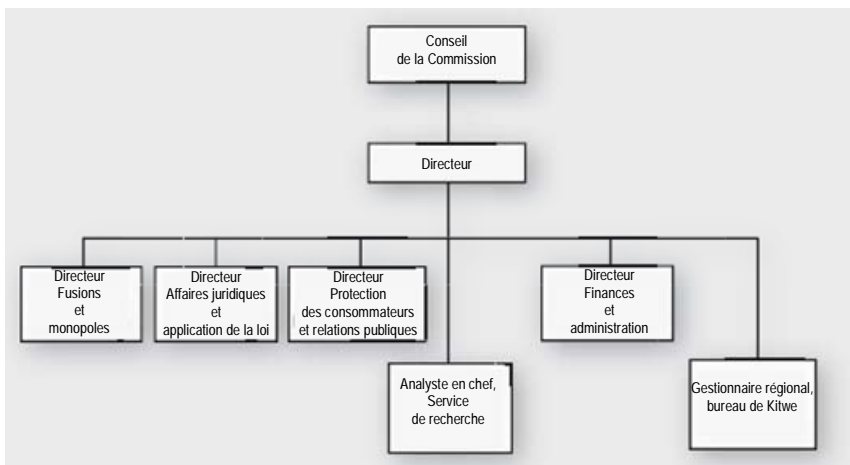 Conseil
de la Commission
Directeur
Directeur
Fusions
et
monopoles
Directeur
Affaires juridiques
et
application de la loi
Directeur
Protection
des consommateurs
et relations publiques
Directeur
Finances
et
administration
Analyste en chef,
Service
de recherche
Gestionnaire régional,
bureau de Kitwe